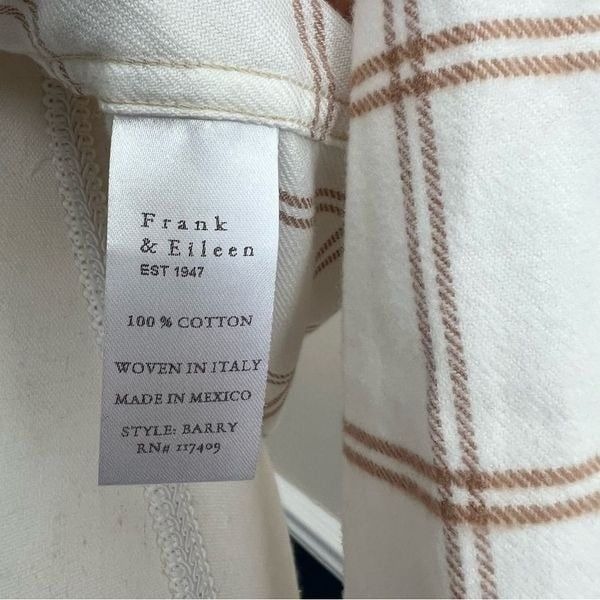 Frank
& Eileen
EST 1947
100 % COTTON
WOVEN IN ITALY
MADE IN MEXICO
STYLE: BARRY
RN# 117409